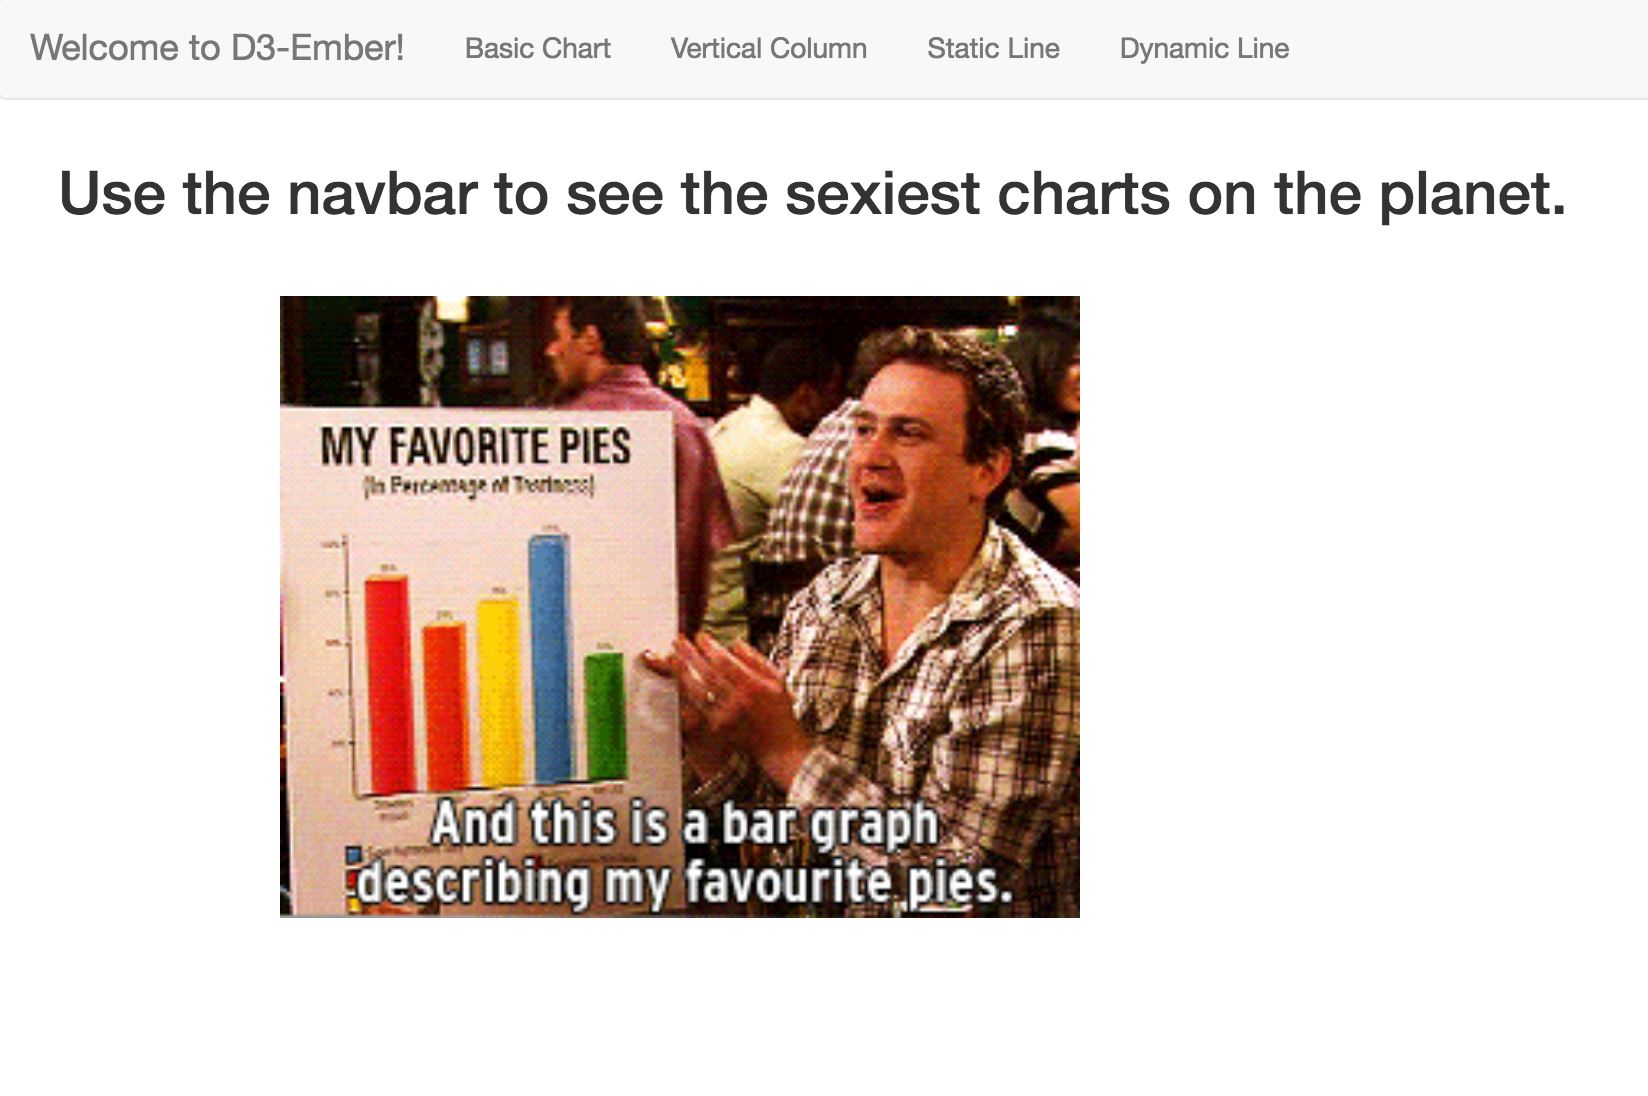 Welcome to D3-Ember! Basic Chart Vertical Column Static Line Dynamic Line
Use the navbar to see the sexiest charts on the planet.
MY FAVORITE PIES
(In Percentage of Tastiness)
And this is a bar graph
describing my favourite pies.